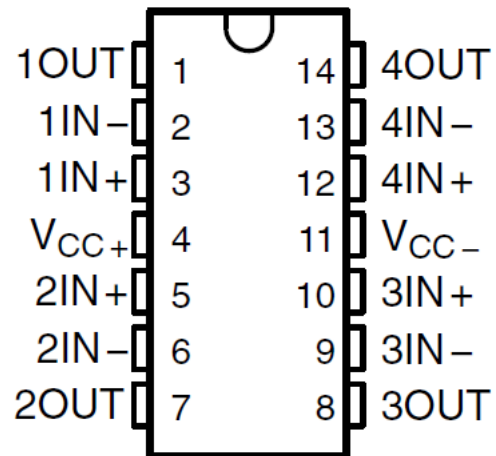 1OUT 1 14 4OUT
1IN− 2 13 4IN−
1IN+ 3 12 4IN+
VCC+ 4 11 VCC−
2IN+ 5 10 3IN+
2IN− 6 9 3IN−
2OUT 7 8 3OUT